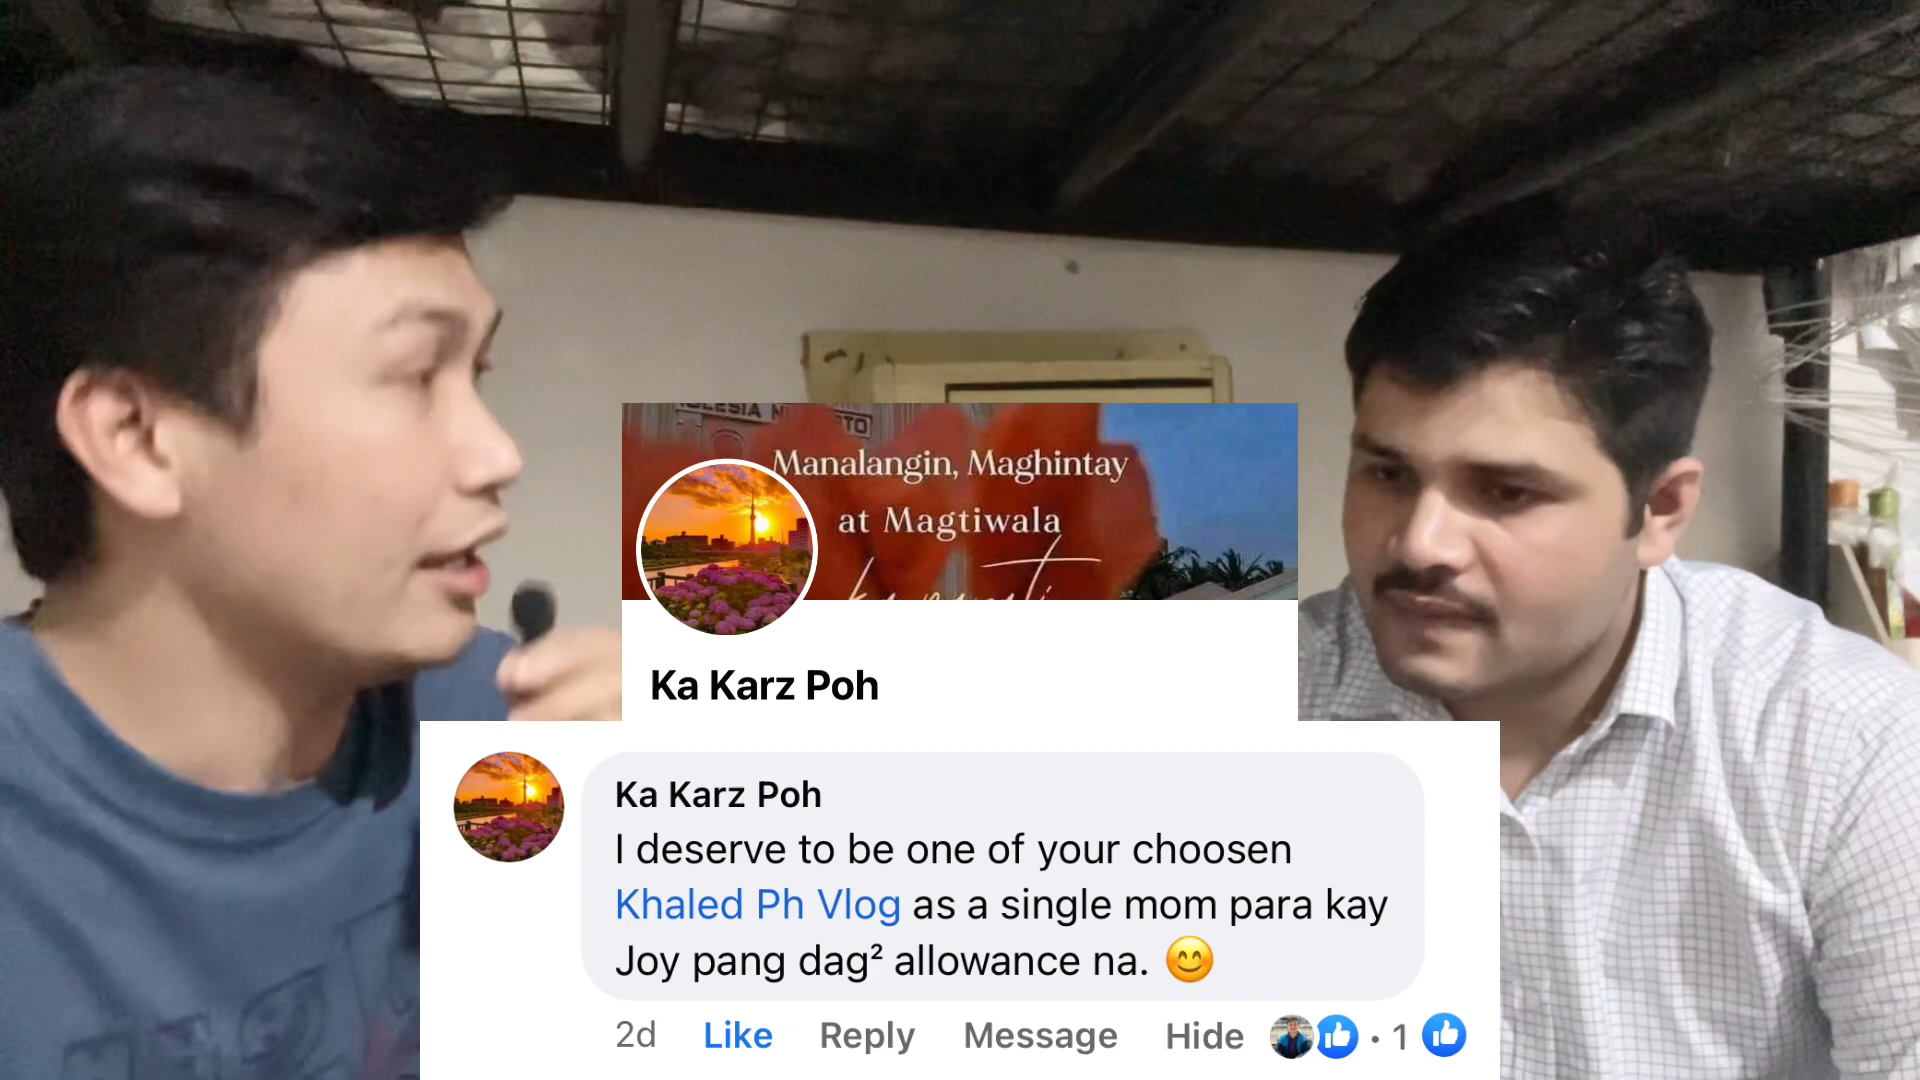 Manalangin, Maghintay
at Magtiwala
Ka Karz Poh
Ka Karz Poh
I deserve to be one of your choosen
Khaled Ph Vlog as a single mom para kay
Joy pang dag² allowance na. 😊
2d Like Reply Message Hide · 1